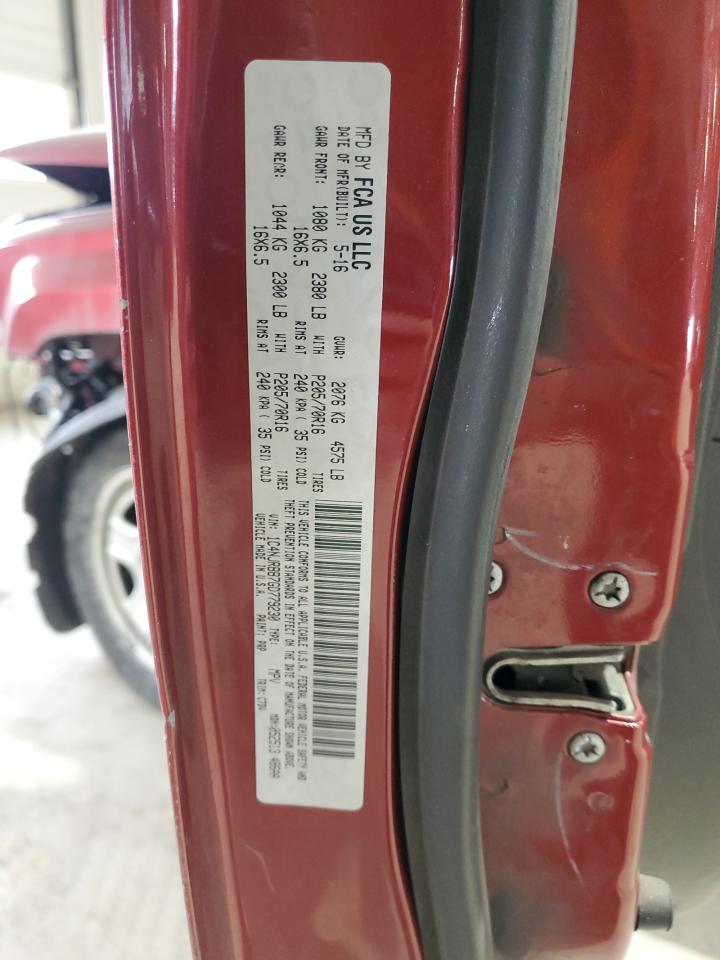 MFD BY FCA US LLC
DATE OF MFR(BUILT): 5-16 GVWR: 2076 KG 4575 LB
GAWR FRONT: 1080 KG 2380 LB WITH P205/70R16 TIRES
16X6.5 RIMS AT 240 KPA ( 35 PSI) COLD
GAWR REAR: 1044 KG 2300 LB WITH P205/70R16 TIRES
16X6.5 RIMS AT 240 KPA ( 35 PSI) COLD
THIS VEHICLE CONFORMS TO ALL APPLICABLE U.S.A. FEDERAL MOTOR VEHICLE SAFETY AND
THEFT PREVENTION STANDARDS IN EFFECT ON THE DATE OF MANUFACTURE SHOWN ABOVE.
VIN: 1C4NJRBB7GD779230 TYPE: MPV
VEHICLE MADE IN U.S.A. PAINT: PRP TRIM: